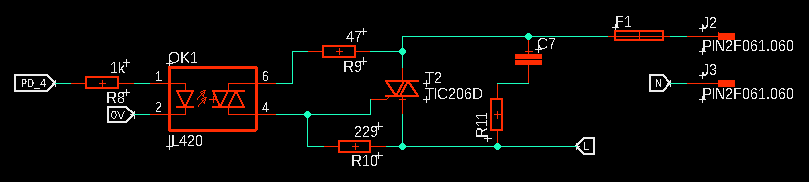 PD_4
1k
R8
0V
OK1
1
2
6
4
IL420
47
R9
229
R10
T2
TIC206D
C7
R11
F1
J2
PIN2F061.060
N
J3
PIN2F061.060
L